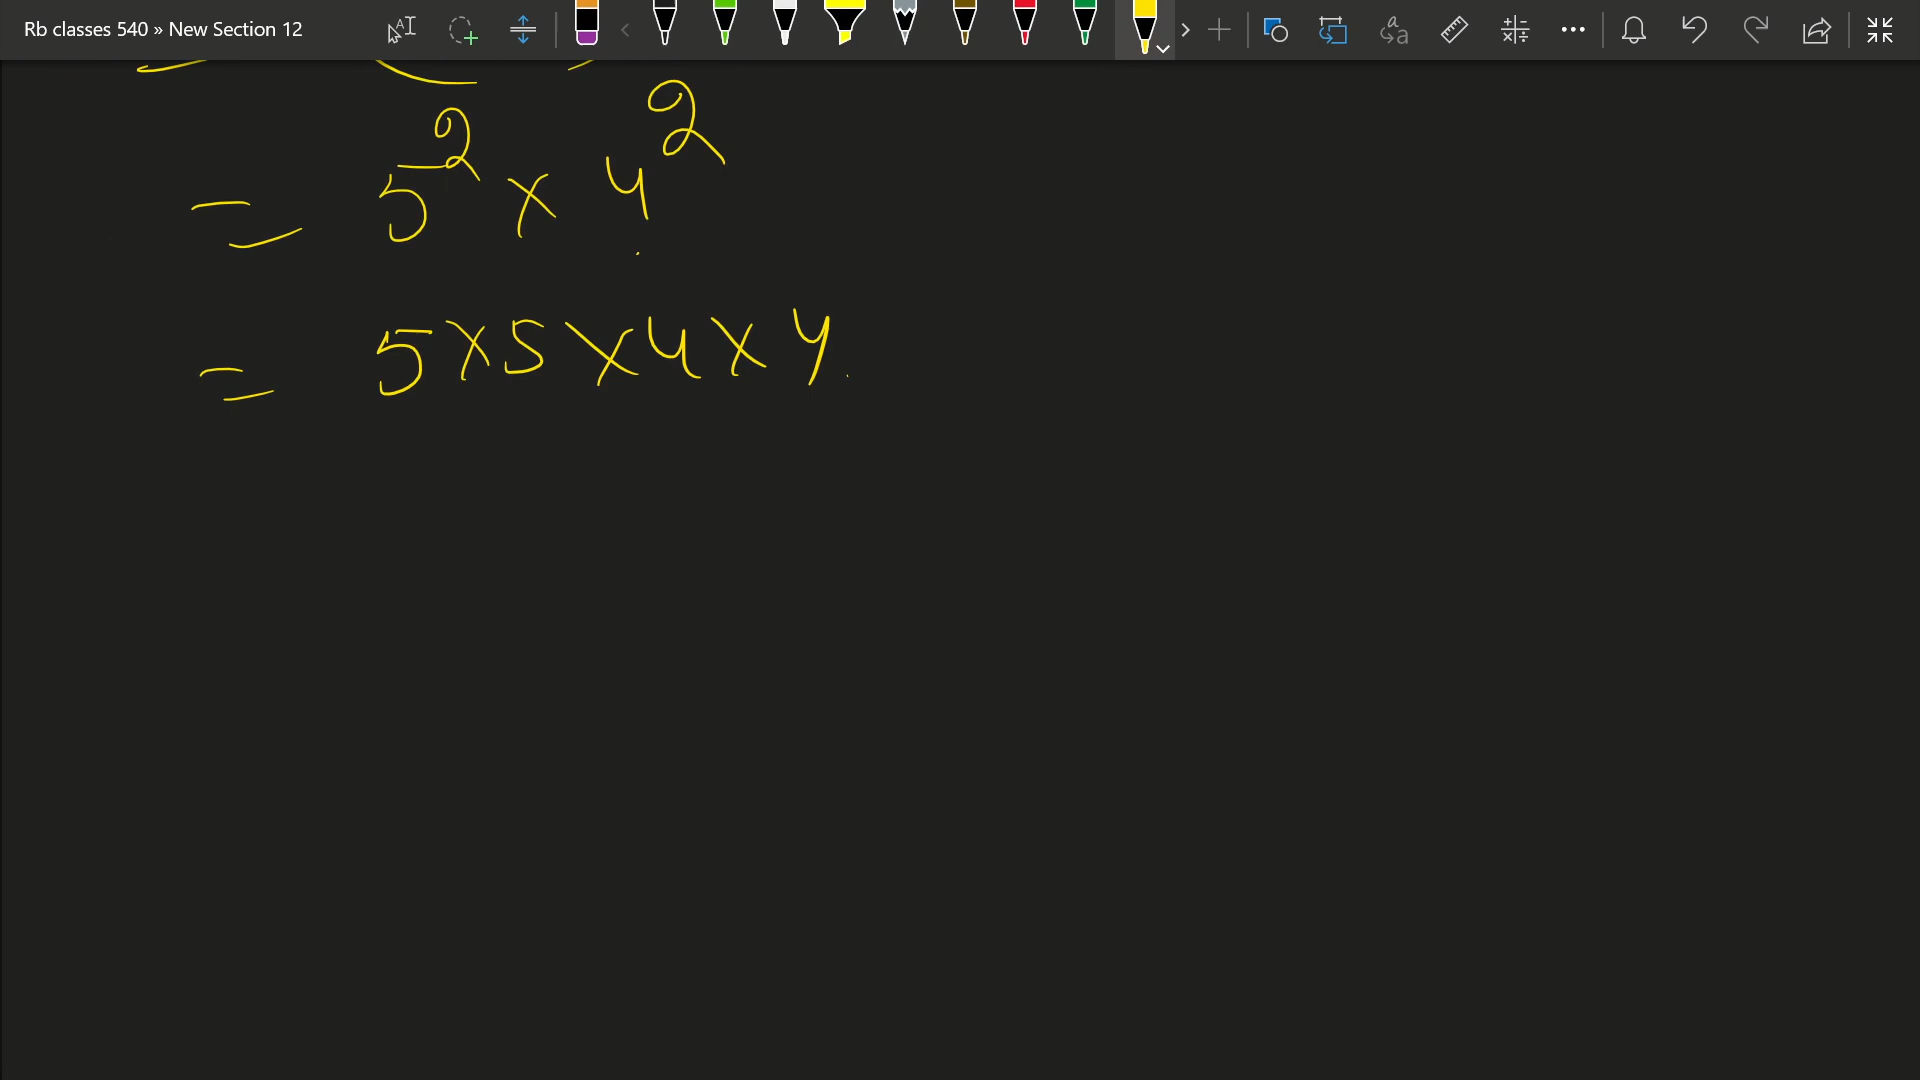 Rb classes 540 » New Section 12
= 5² × 4²
= 5 × 5 × 4 × 4.